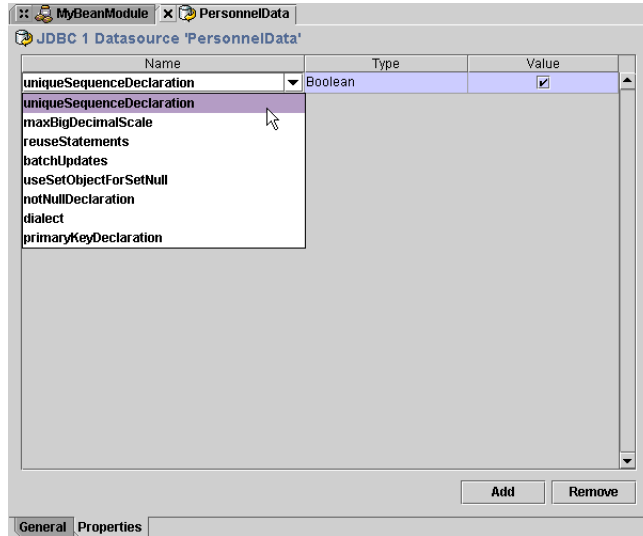 MyBeanModule PersonnelData
JDBC 1 Datasource 'PersonnelData'
Name Type Value
uniqueSequenceDeclaration Boolean
uniqueSequenceDeclaration
maxBigDecimalScale
reuseStatements
batchUpdates
useSetObjectForSetNull
notNullDeclaration
dialect
primaryKeyDeclaration
Add Remove
General Properties